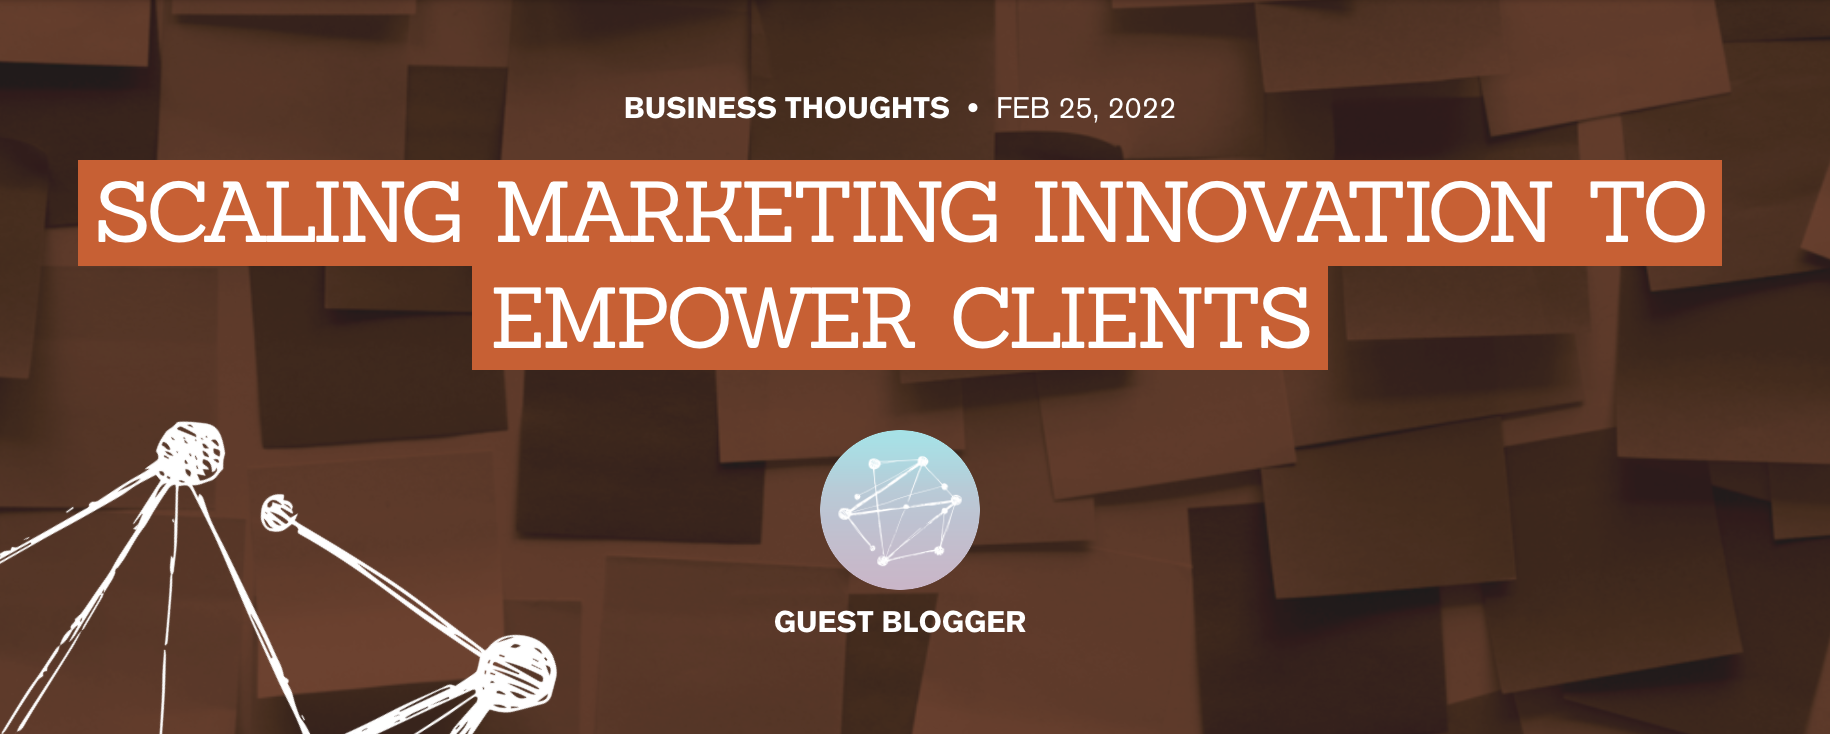 BUSINESS THOUGHTS • FEB 25, 2022
SCALING MARKETING INNOVATION TO
EMPOWER CLIENTS
GUEST BLOGGER